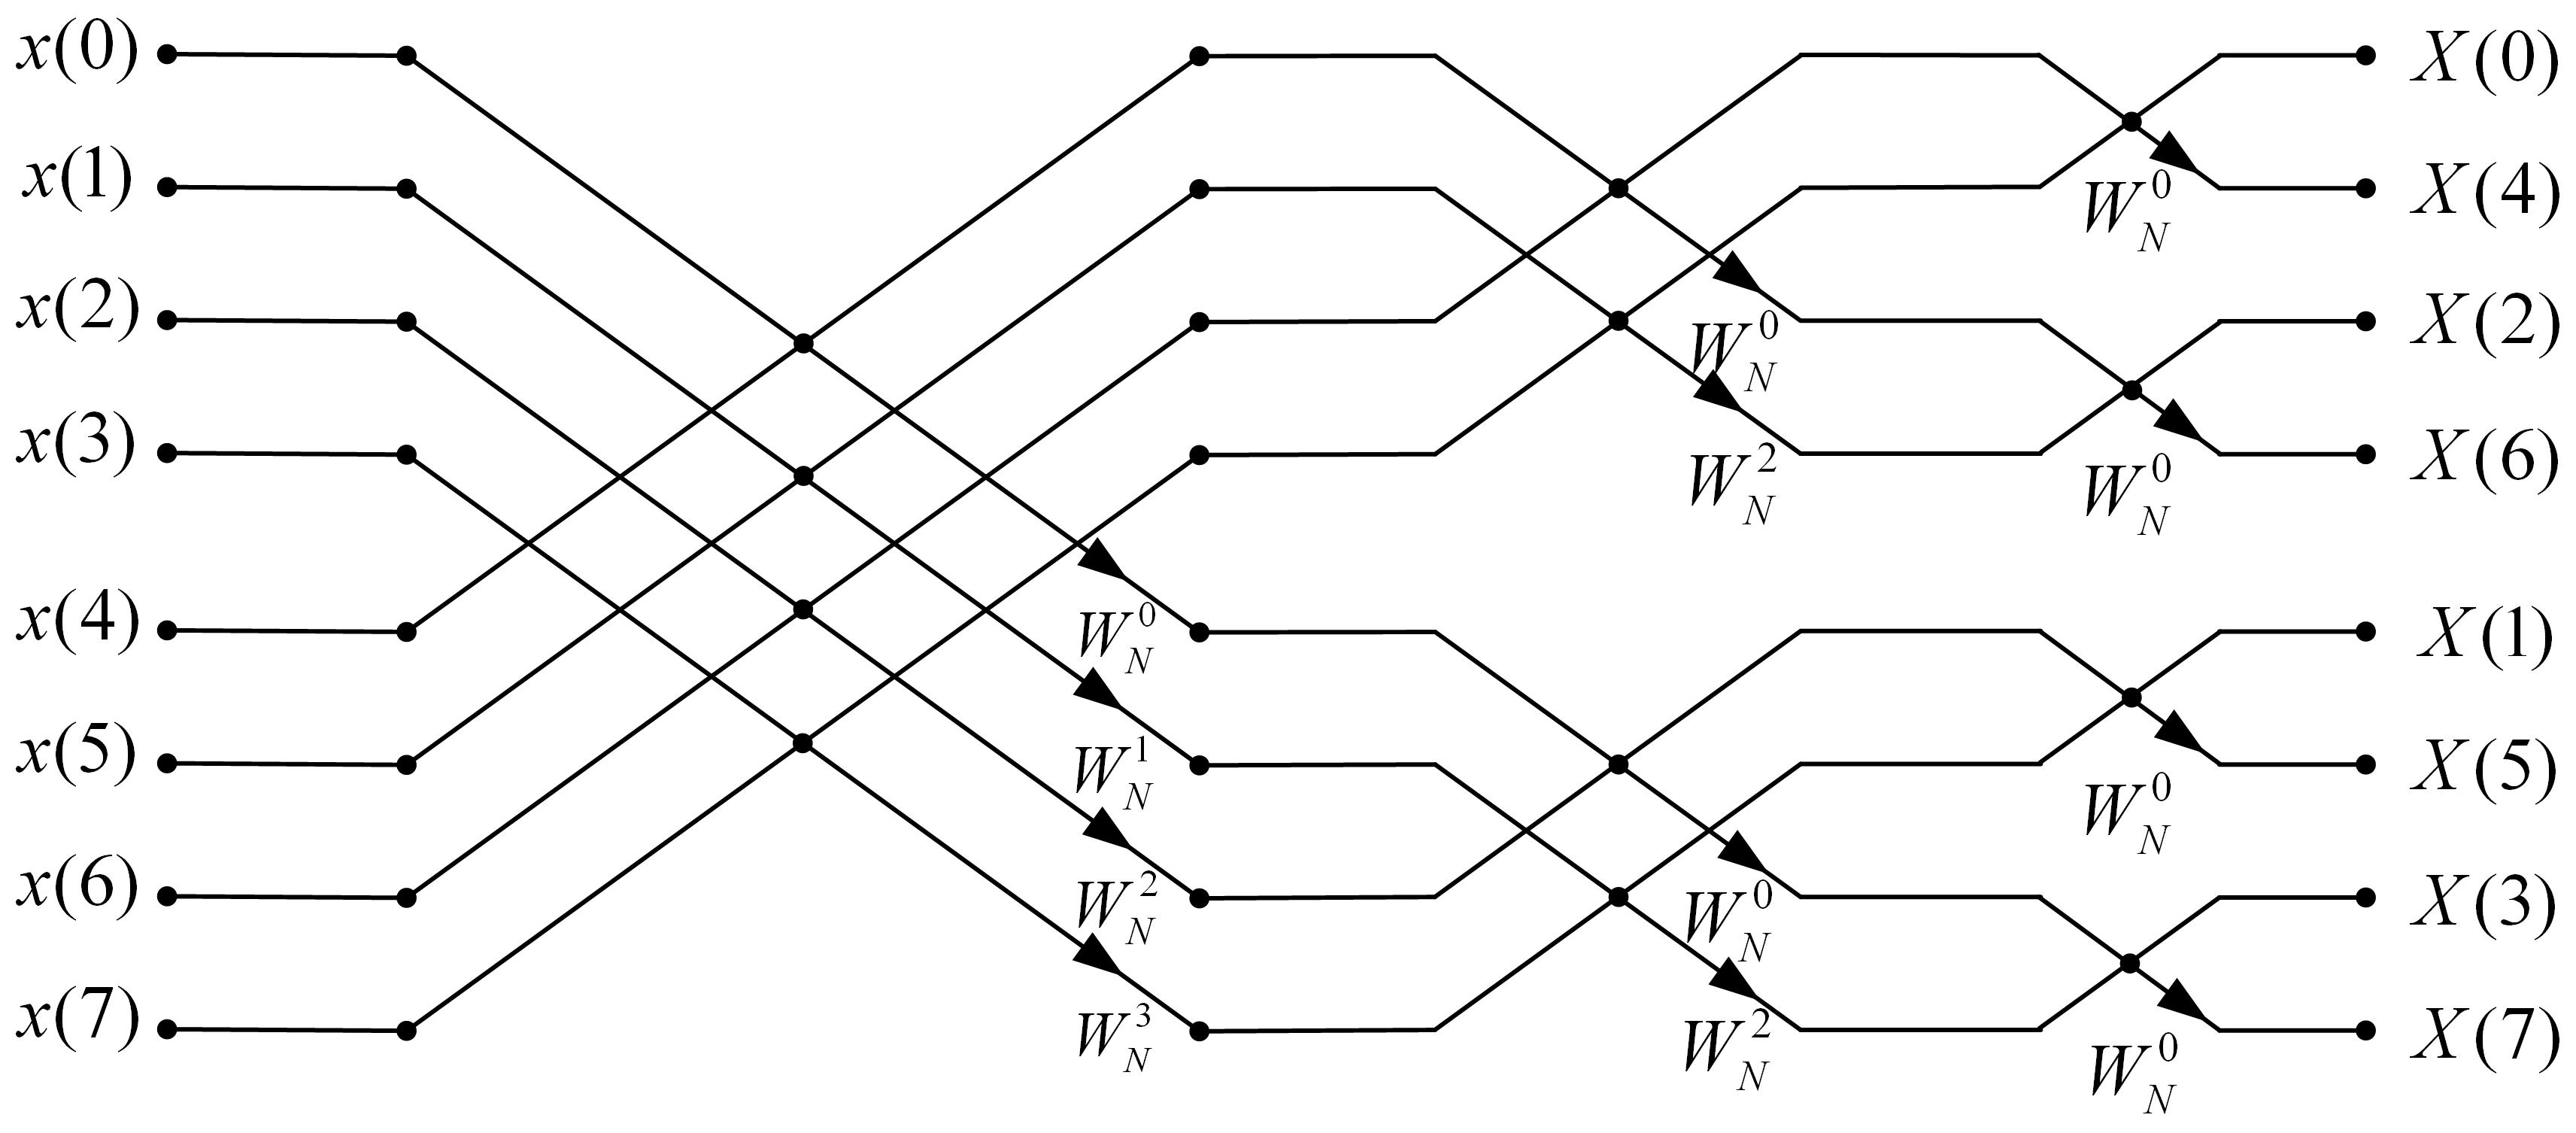 x(0)
x(1)
x(2)
x(3)
x(4)
x(5)
x(6)
x(7)
W_N^0
W_N^1
W_N^2
W_N^3
W_N^0
W_N^2
W_N^0
W_N^2
W_N^0
W_N^0
W_N^0
W_N^0
X(0)
X(4)
X(2)
X(6)
X(1)
X(5)
X(3)
X(7)